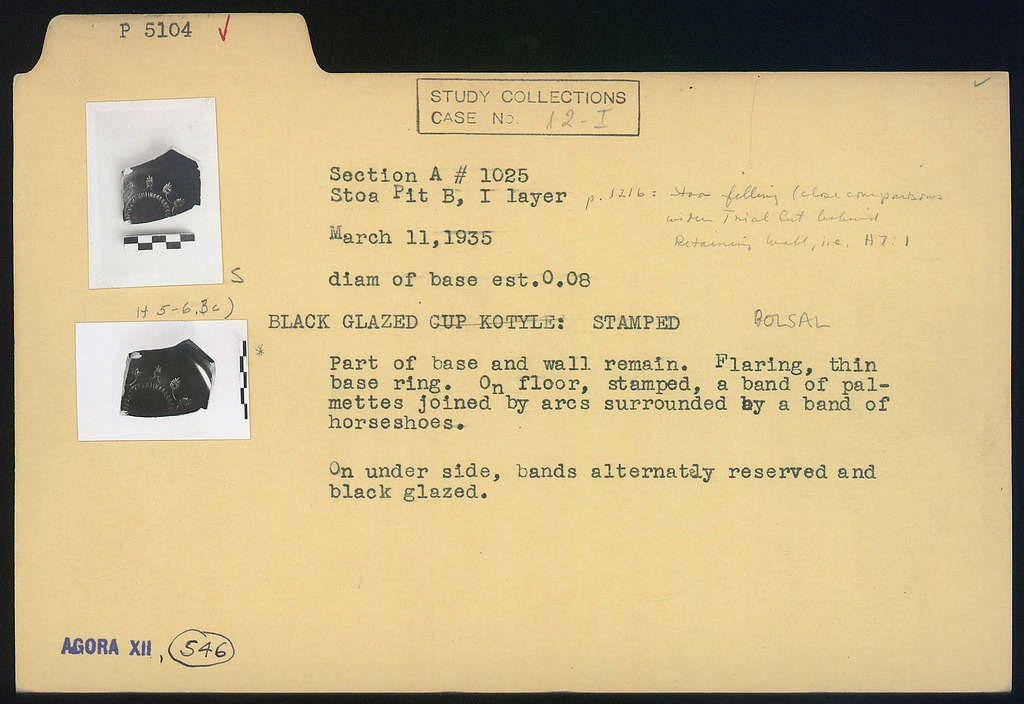 P 5104 ✓
STUDY COLLECTIONS
CASE No. 12-I
Section A # 1025
Stoa Pit B, I layer
p. 1216: Stoa filling (close comparisons
with Trial Cut behind
Retaining Wall, i.e. H7:1
March 11, 1935
diam of base est.0.08
S
H 5-6, Bc)
BLACK GLAZED CUP KOTYLE: STAMPED BOLSAL
*
Part of base and wall remain. Flaring, thin
base ring. On floor, stamped, a band of pal-
mettes joined by arcs surrounded by a band of
horseshoes.
On under side, bands alternatdly reserved and
black glazed.
AGORA XII, 546